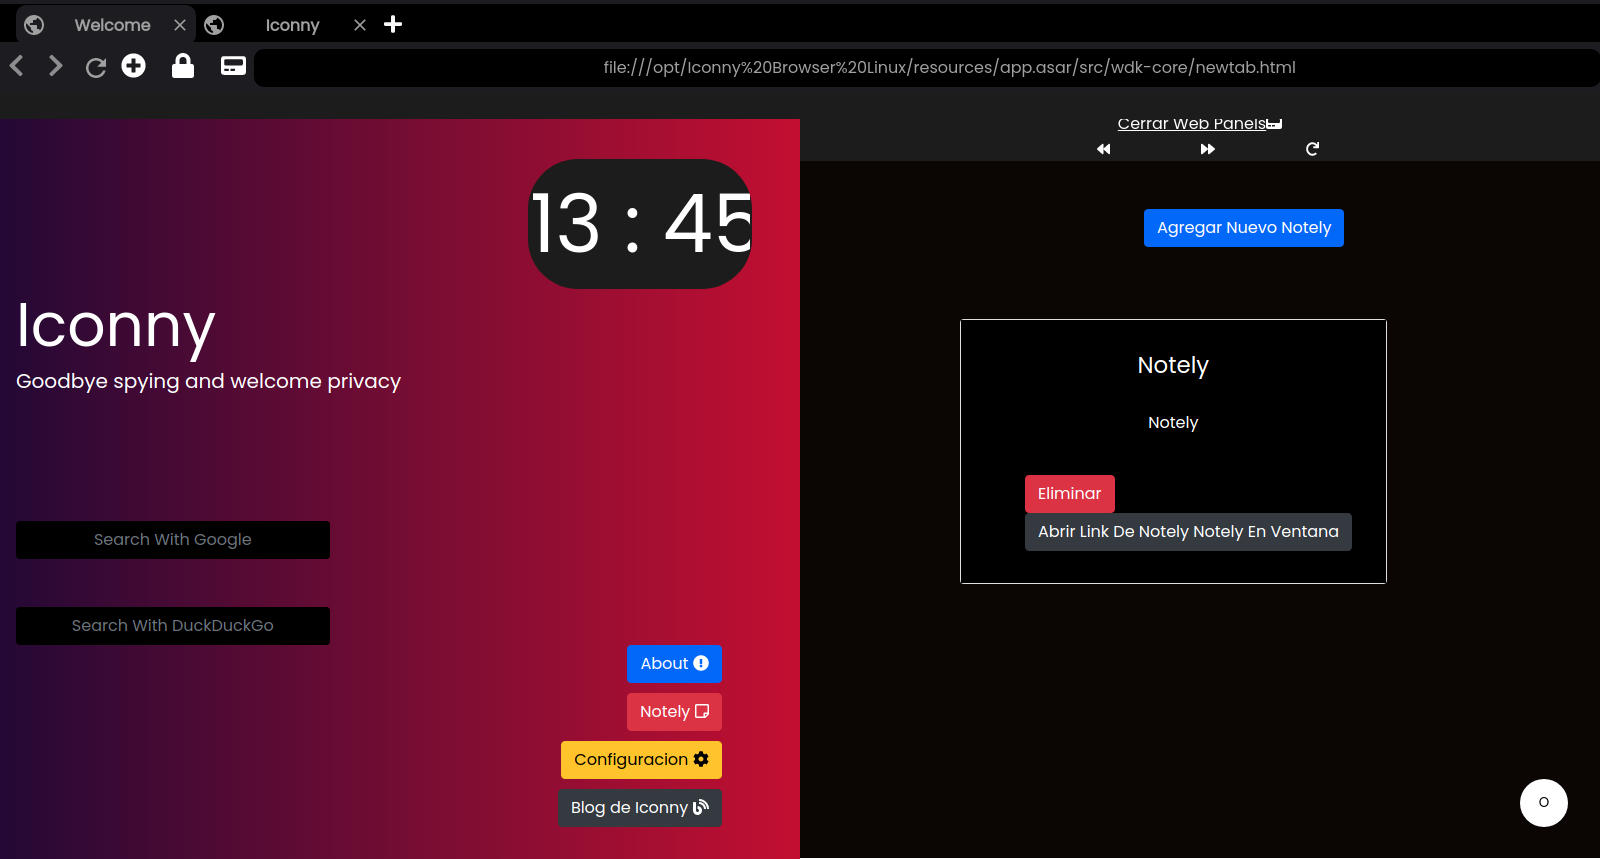 Welcome
Iconny
file:///opt/Iconny%20Browser%20Linux/resources/app.asar/src/wdk-core/newtab.html
Cerrar Web Panels
13 : 45
Iconny
Goodbye spying and welcome privacy
Search With Google
Search With DuckDuckGo
About
Notely
Configuracion
Blog de Iconny
Agregar Nuevo Notely
Notely
Notely
Eliminar
Abrir Link De Notely Notely En Ventana
O